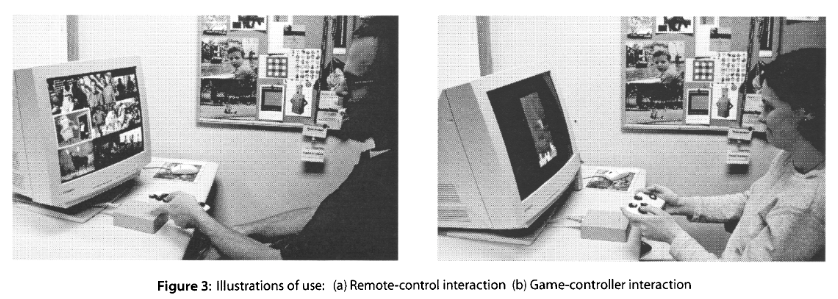 Figure 3: Illustrations of use: (a) Remote-control interaction (b) Game-controller interaction